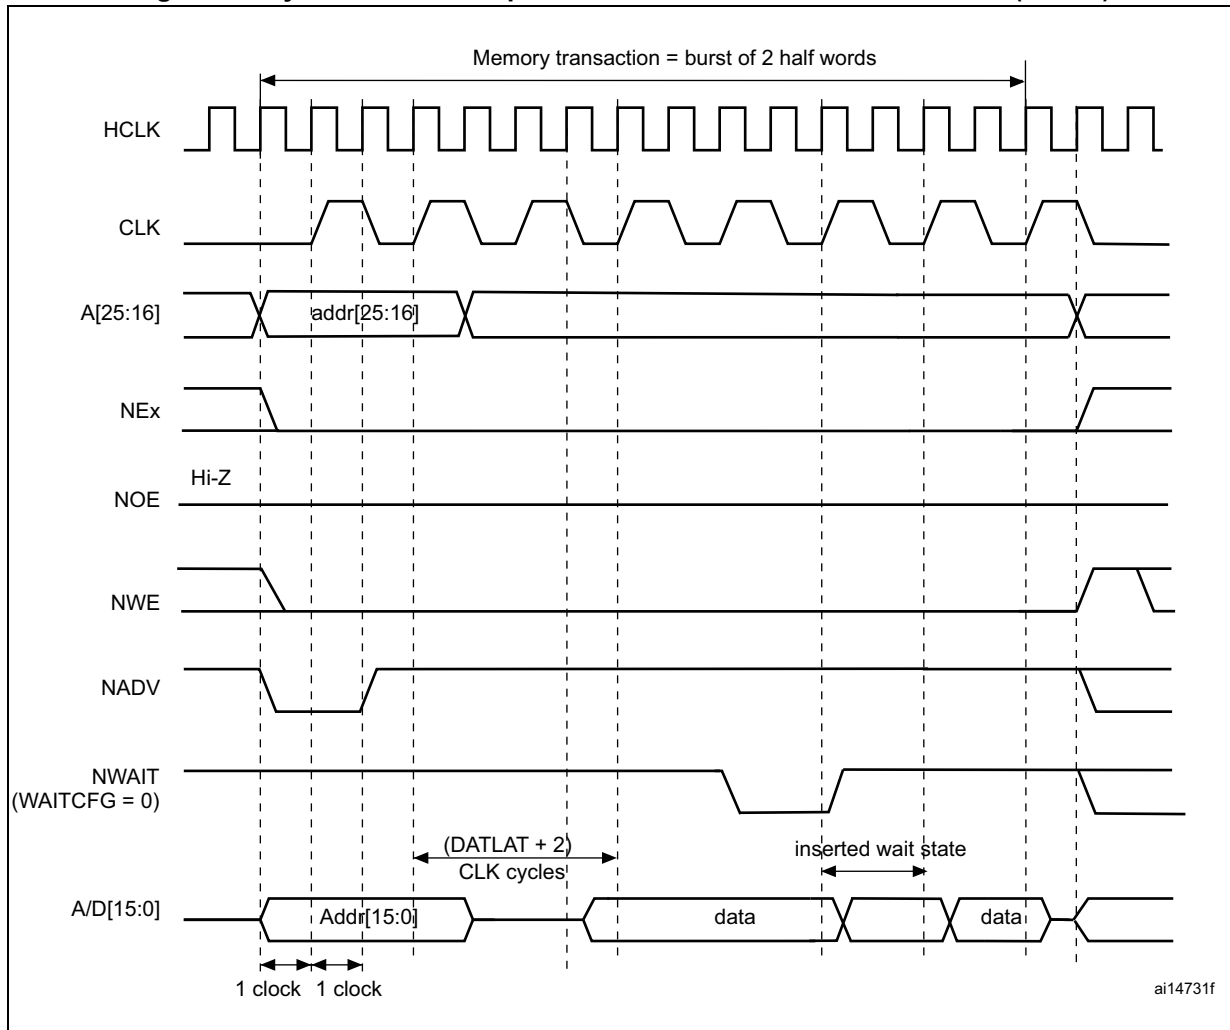 Memory transaction = burst of 2 half words
HCLK
CLK
A[25:16]
addr[25:16]
NEx
Hi-Z
NOE
NWE
NADV
NWAIT
(WAITCFG = 0)
(DATLAT + 2)
CLK cycles
inserted wait state
A/D[15:0]
Addr[15:0]
data
data
1 clock 1 clock
ai14731f